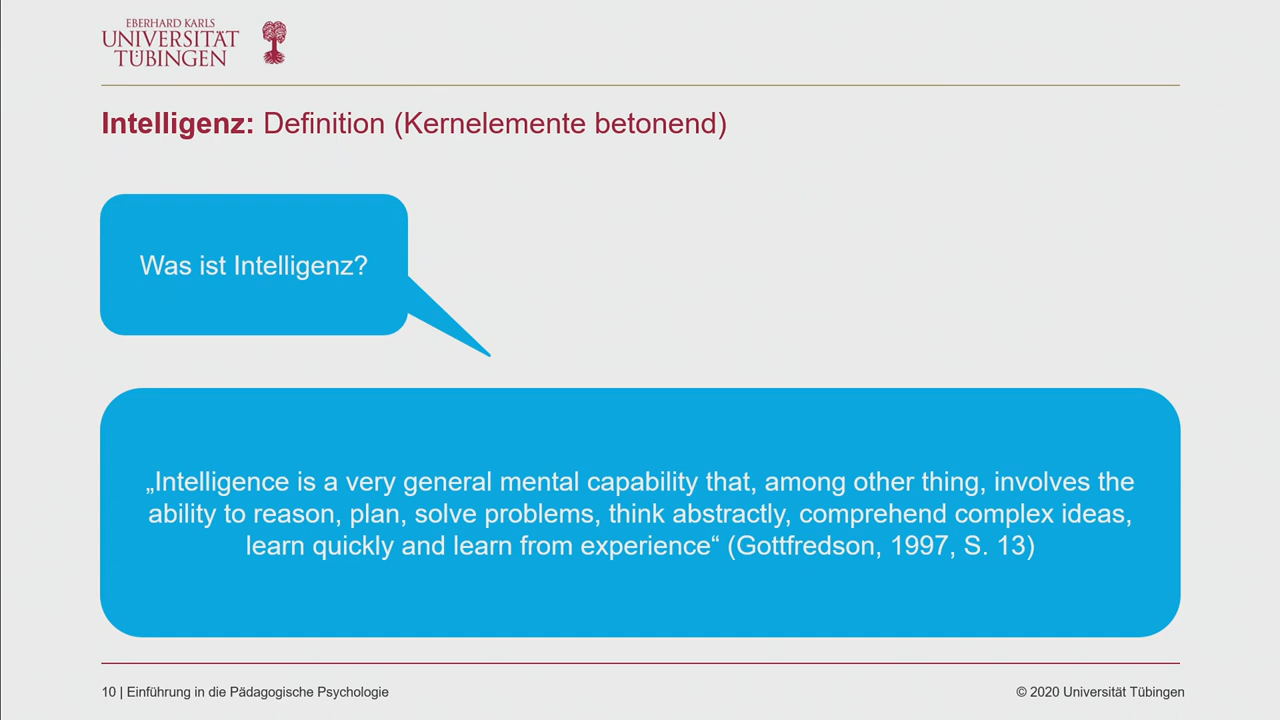 EBERHARD KARLS
UNIVERSITÄT
TÜBINGEN
Intelligenz: Definition (Kernelemente betonend)
Was ist Intelligenz?
„Intelligence is a very general mental capability that, among other thing, involves the
ability to reason, plan, solve problems, think abstractly, comprehend complex ideas,
learn quickly and learn from experience“ (Gottfredson, 1997, S. 13)
10 | Einführung in die Pädagogische Psychologie
© 2020 Universität Tübingen